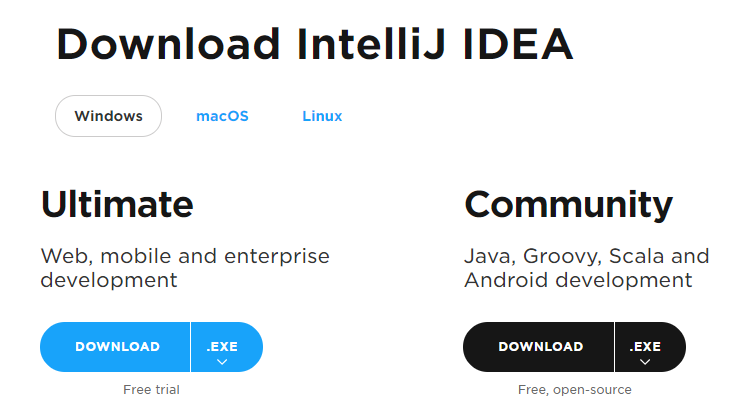 Download IntelliJ IDEA
Windows macOS Linux
Ultimate
Web, mobile and enterprise
development
DOWNLOAD .EXE
Free trial
Community
Java, Groovy, Scala and
Android development
DOWNLOAD .EXE
Free, open-source